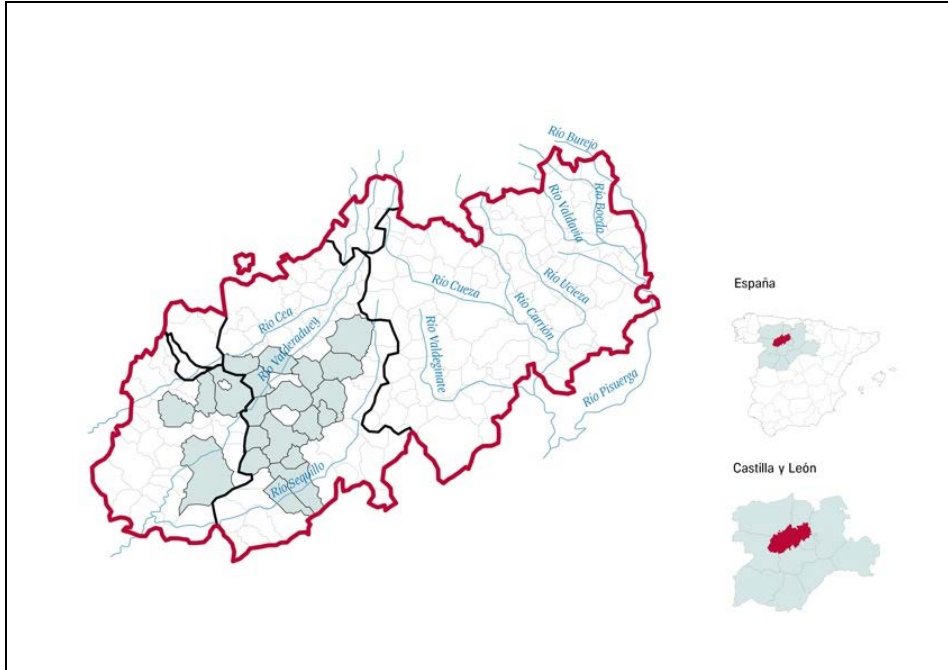 Río Burejo
Río Boedo
Río Valdavia
Río Ucieza
Río Cueza
Río Carrión
Río Cea
Río Valderaduey
Río Valdeginate
Río Pisuerga
Río Sequillo
España
Castilla y León